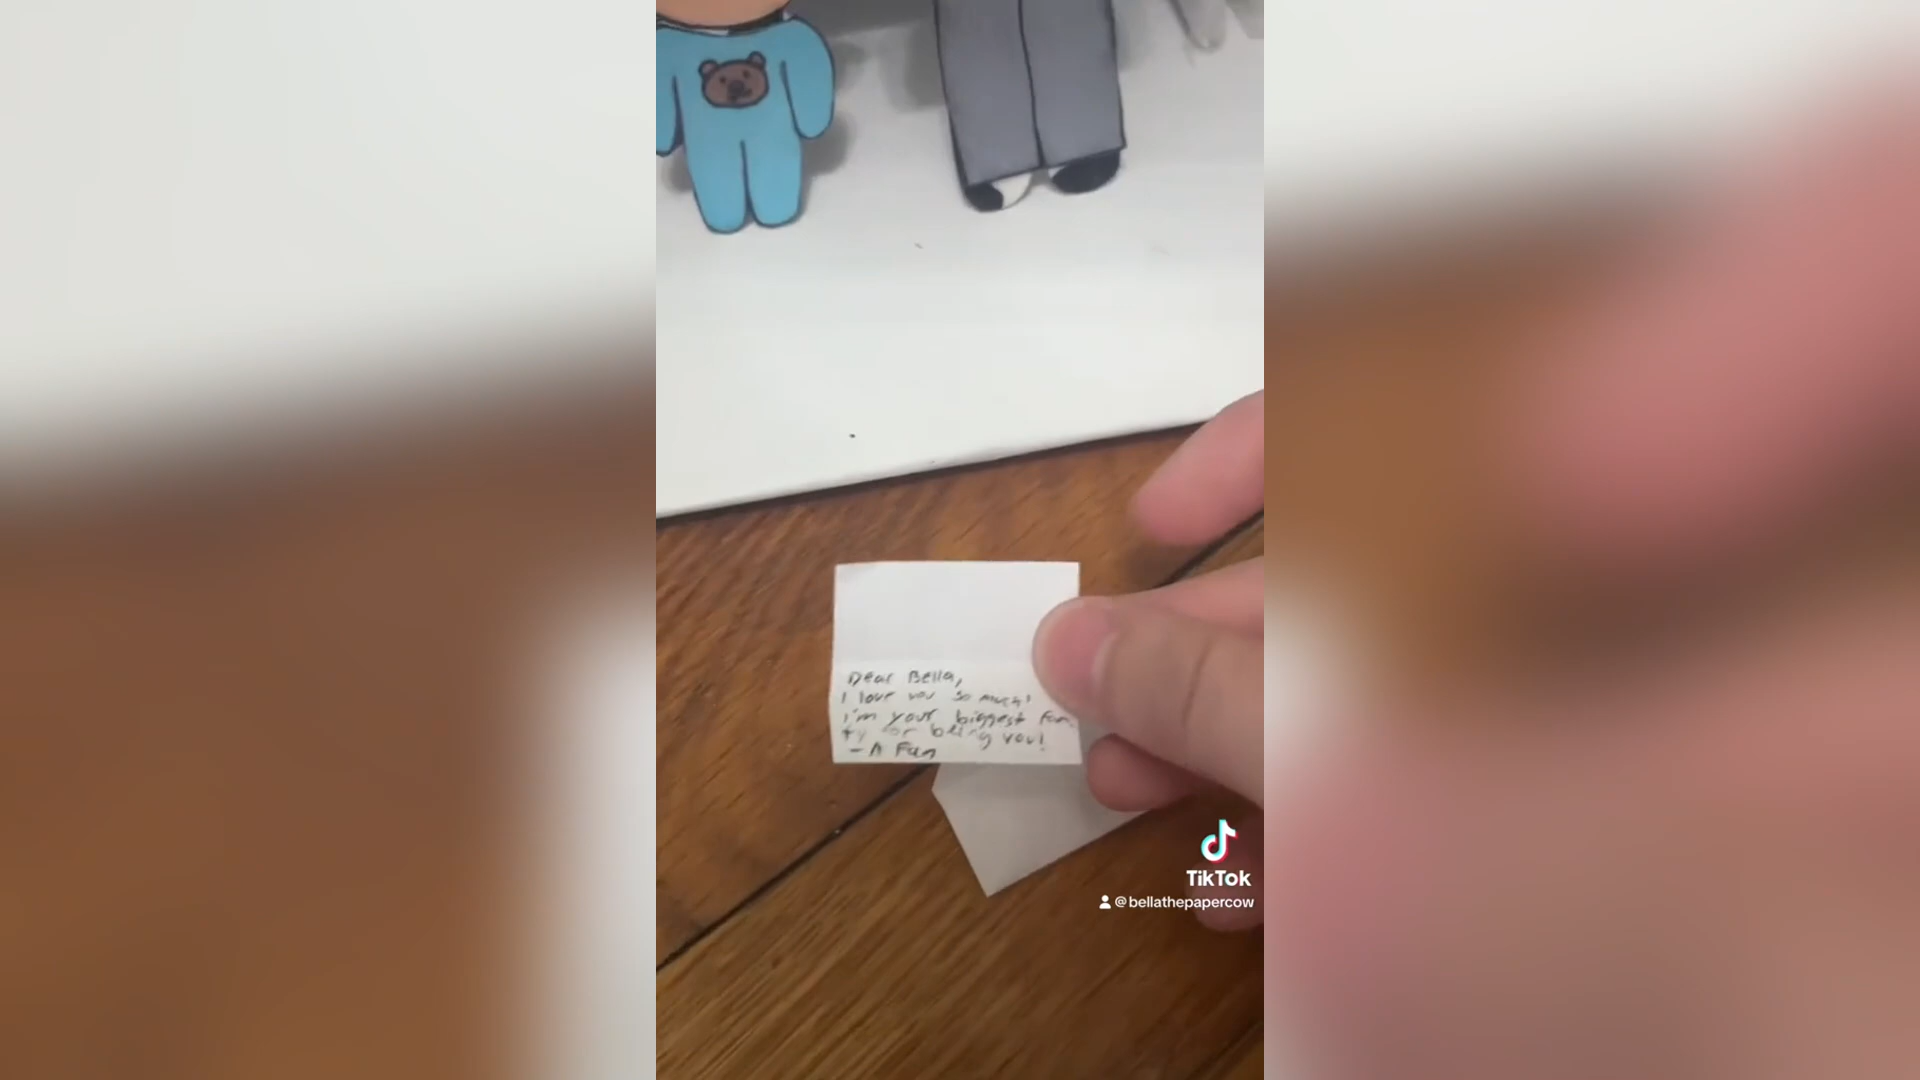 Dear Bella,
I love you so much!
I'm your biggest fan.
ty for being you!
- A Fan
TikTok
@bellathepapercow